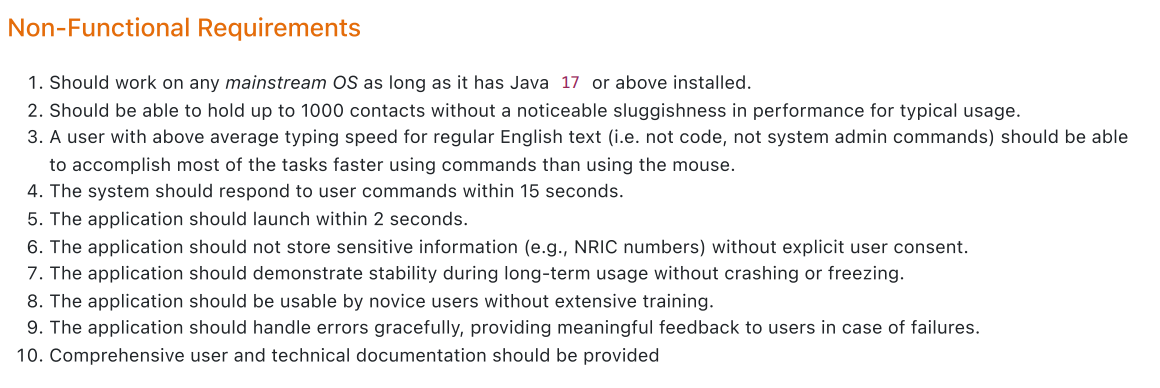 Non-Functional Requirements
1. Should work on any mainstream OS as long as it has Java 17 or above installed.
2. Should be able to hold up to 1000 contacts without a noticeable sluggishness in performance for typical usage.
3. A user with above average typing speed for regular English text (i.e. not code, not system admin commands) should be able
to accomplish most of the tasks faster using commands than using the mouse.
4. The system should respond to user commands within 15 seconds.
5. The application should launch within 2 seconds.
6. The application should not store sensitive information (e.g., NRIC numbers) without explicit user consent.
7. The application should demonstrate stability during long-term usage without crashing or freezing.
8. The application should be usable by novice users without extensive training.
9. The application should handle errors gracefully, providing meaningful feedback to users in case of failures.
10. Comprehensive user and technical documentation should be provided